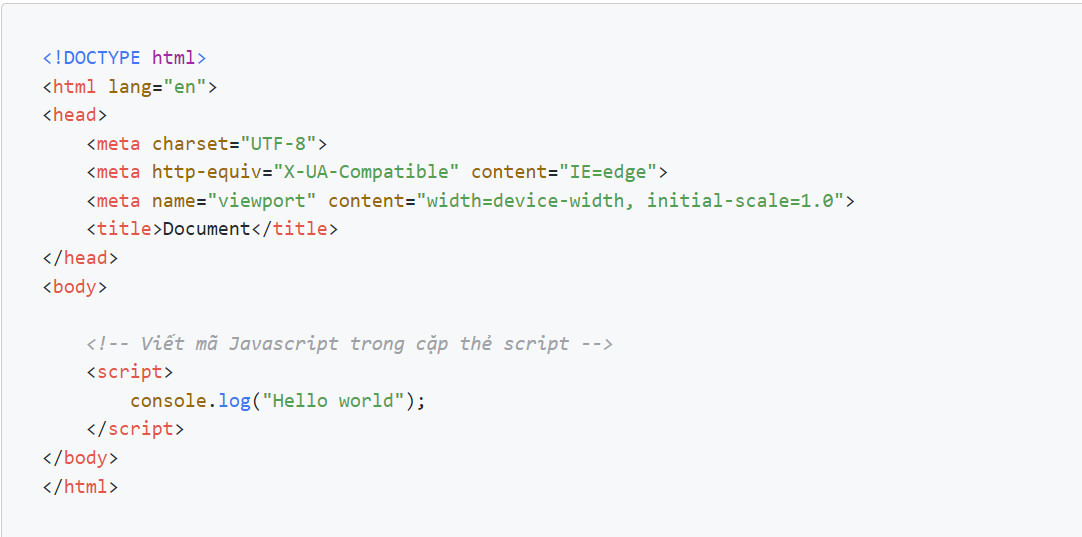 <!DOCTYPE html>
<html lang="en">
<head>
    <meta charset="UTF-8">
    <meta http-equiv="X-UA-Compatible" content="IE=edge">
    <meta name="viewport" content="width=device-width, initial-scale=1.0">
    <title>Document</title>
</head>
<body>

    <!-- Viết mã Javascript trong cặp thẻ script -->
    <script>
        console.log("Hello world");
    </script>
</body>
</html>